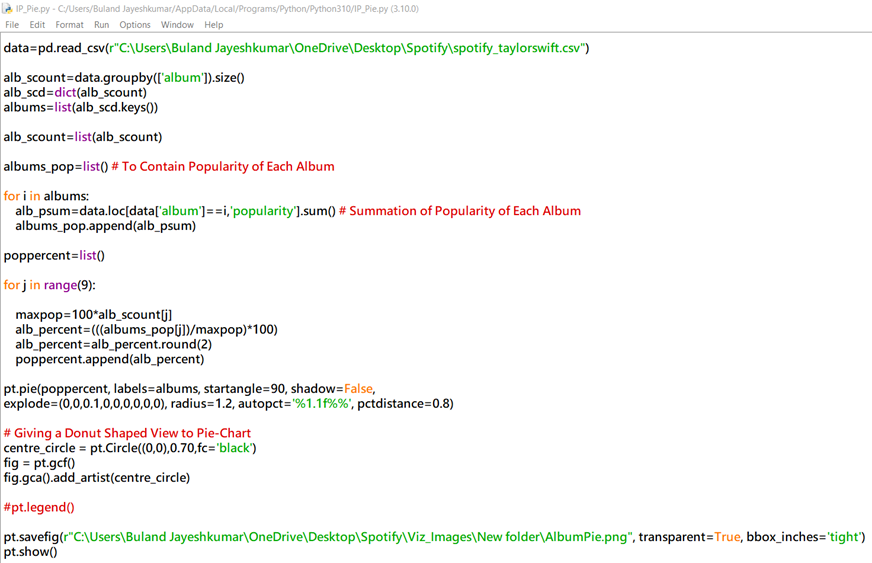 IP_Pie.py - C:/Users/Buland Jayeshkumar/AppData/Local/Programs/Python/Python310/IP_Pie.py (3.10.0)
File Edit Format Run Options Window Help
data=pd.read_csv(r"C:\Users\Buland Jayeshkumar\OneDrive\Desktop\Spotify\spotify_taylorswift.csv")
alb_scount=data.groupby(['album']).size()
alb_scd=dict(alb_scount)
albums=list(alb_scd.keys())
alb_scount=list(alb_scount)
albums_pop=list() # To Contain Popularity of Each Album
for i in albums:
    alb_psum=data.loc[data['album']==i,'popularity'].sum() # Summation of Popularity of Each Album
    albums_pop.append(alb_psum)
poppercent=list()
for j in range(9):
    maxpop=100*alb_scount[j]
    alb_percent=(((albums_pop[j])/maxpop)*100)
    alb_percent=alb_percent.round(2)
    poppercent.append(alb_percent)
pt.pie(poppercent, labels=albums, startangle=90, shadow=False,
explode=(0,0,0.1,0,0,0,0,0,0), radius=1.2, autopct='%1.1f%%', pctdistance=0.8)
# Giving a Donut Shaped View to Pie-Chart
centre_circle = pt.Circle((0,0),0.70,fc='black')
fig = pt.gcf()
fig.gca().add_artist(centre_circle)
#pt.legend()
pt.savefig(r"C:\Users\Buland Jayeshkumar\OneDrive\Desktop\Spotify\Viz_Images\New folder\AlbumPie.png", transparent=True, bbox_inches='tight')
pt.show()